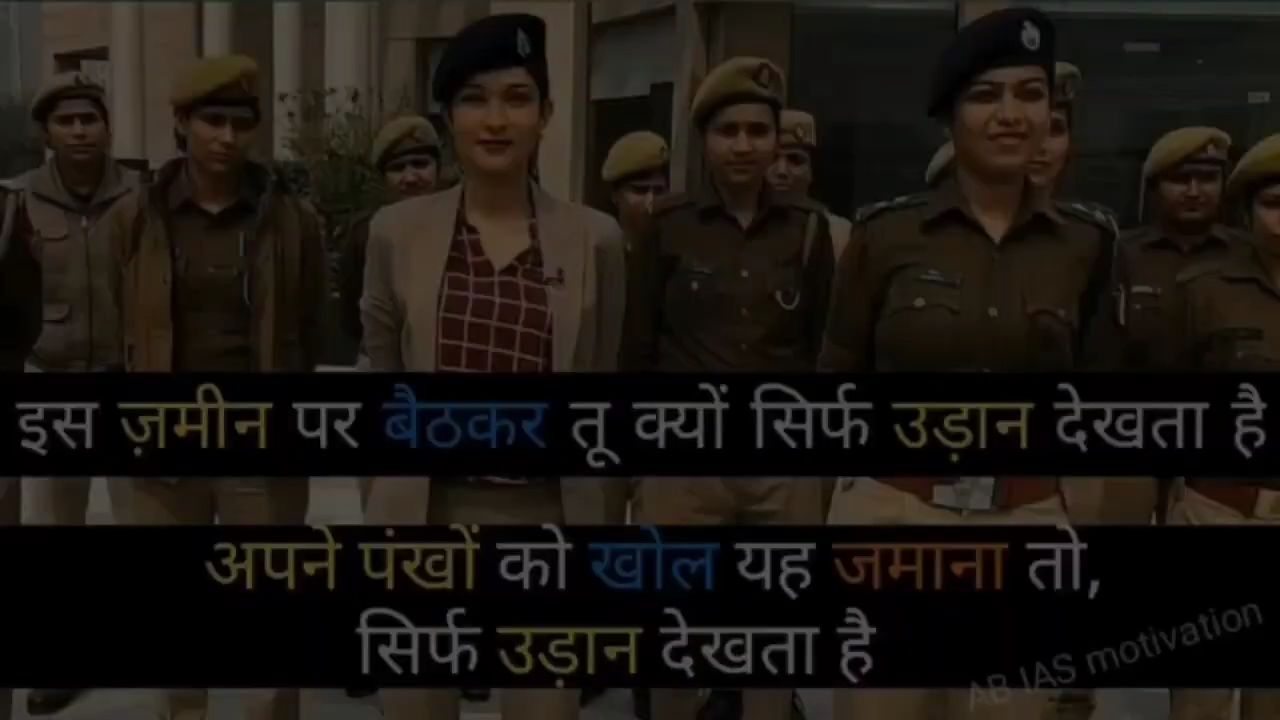 इस ज़मीन पर बैठकर तू क्यों सिर्फ उड़ान देखता है
अपने पंखों को खोल यह जमाना तो,
सिर्फ उड़ान देखता है
AB IAS motivation